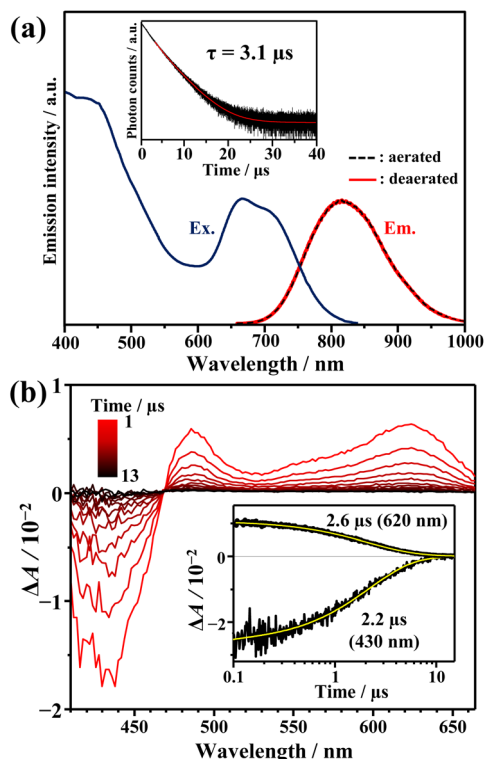 (a)
Photon counts / a.u.
τ = 3.1 μs
0 10 20 30 40
Time / μs
Emission intensity / a.u.
: aerated
: deaerated
Ex.
Em.
400 500 600 700 800 900 1000
Wavelength / nm
(b)
Time / μs
1
13
1
0
−1
−2
ΔA / 10⁻²
2.6 μs (620 nm)
0
−2
ΔA / 10⁻²
2.2 μs
(430 nm)
0.1 1 10
Time / μs
450 500 550 600 650
Wavelength / nm